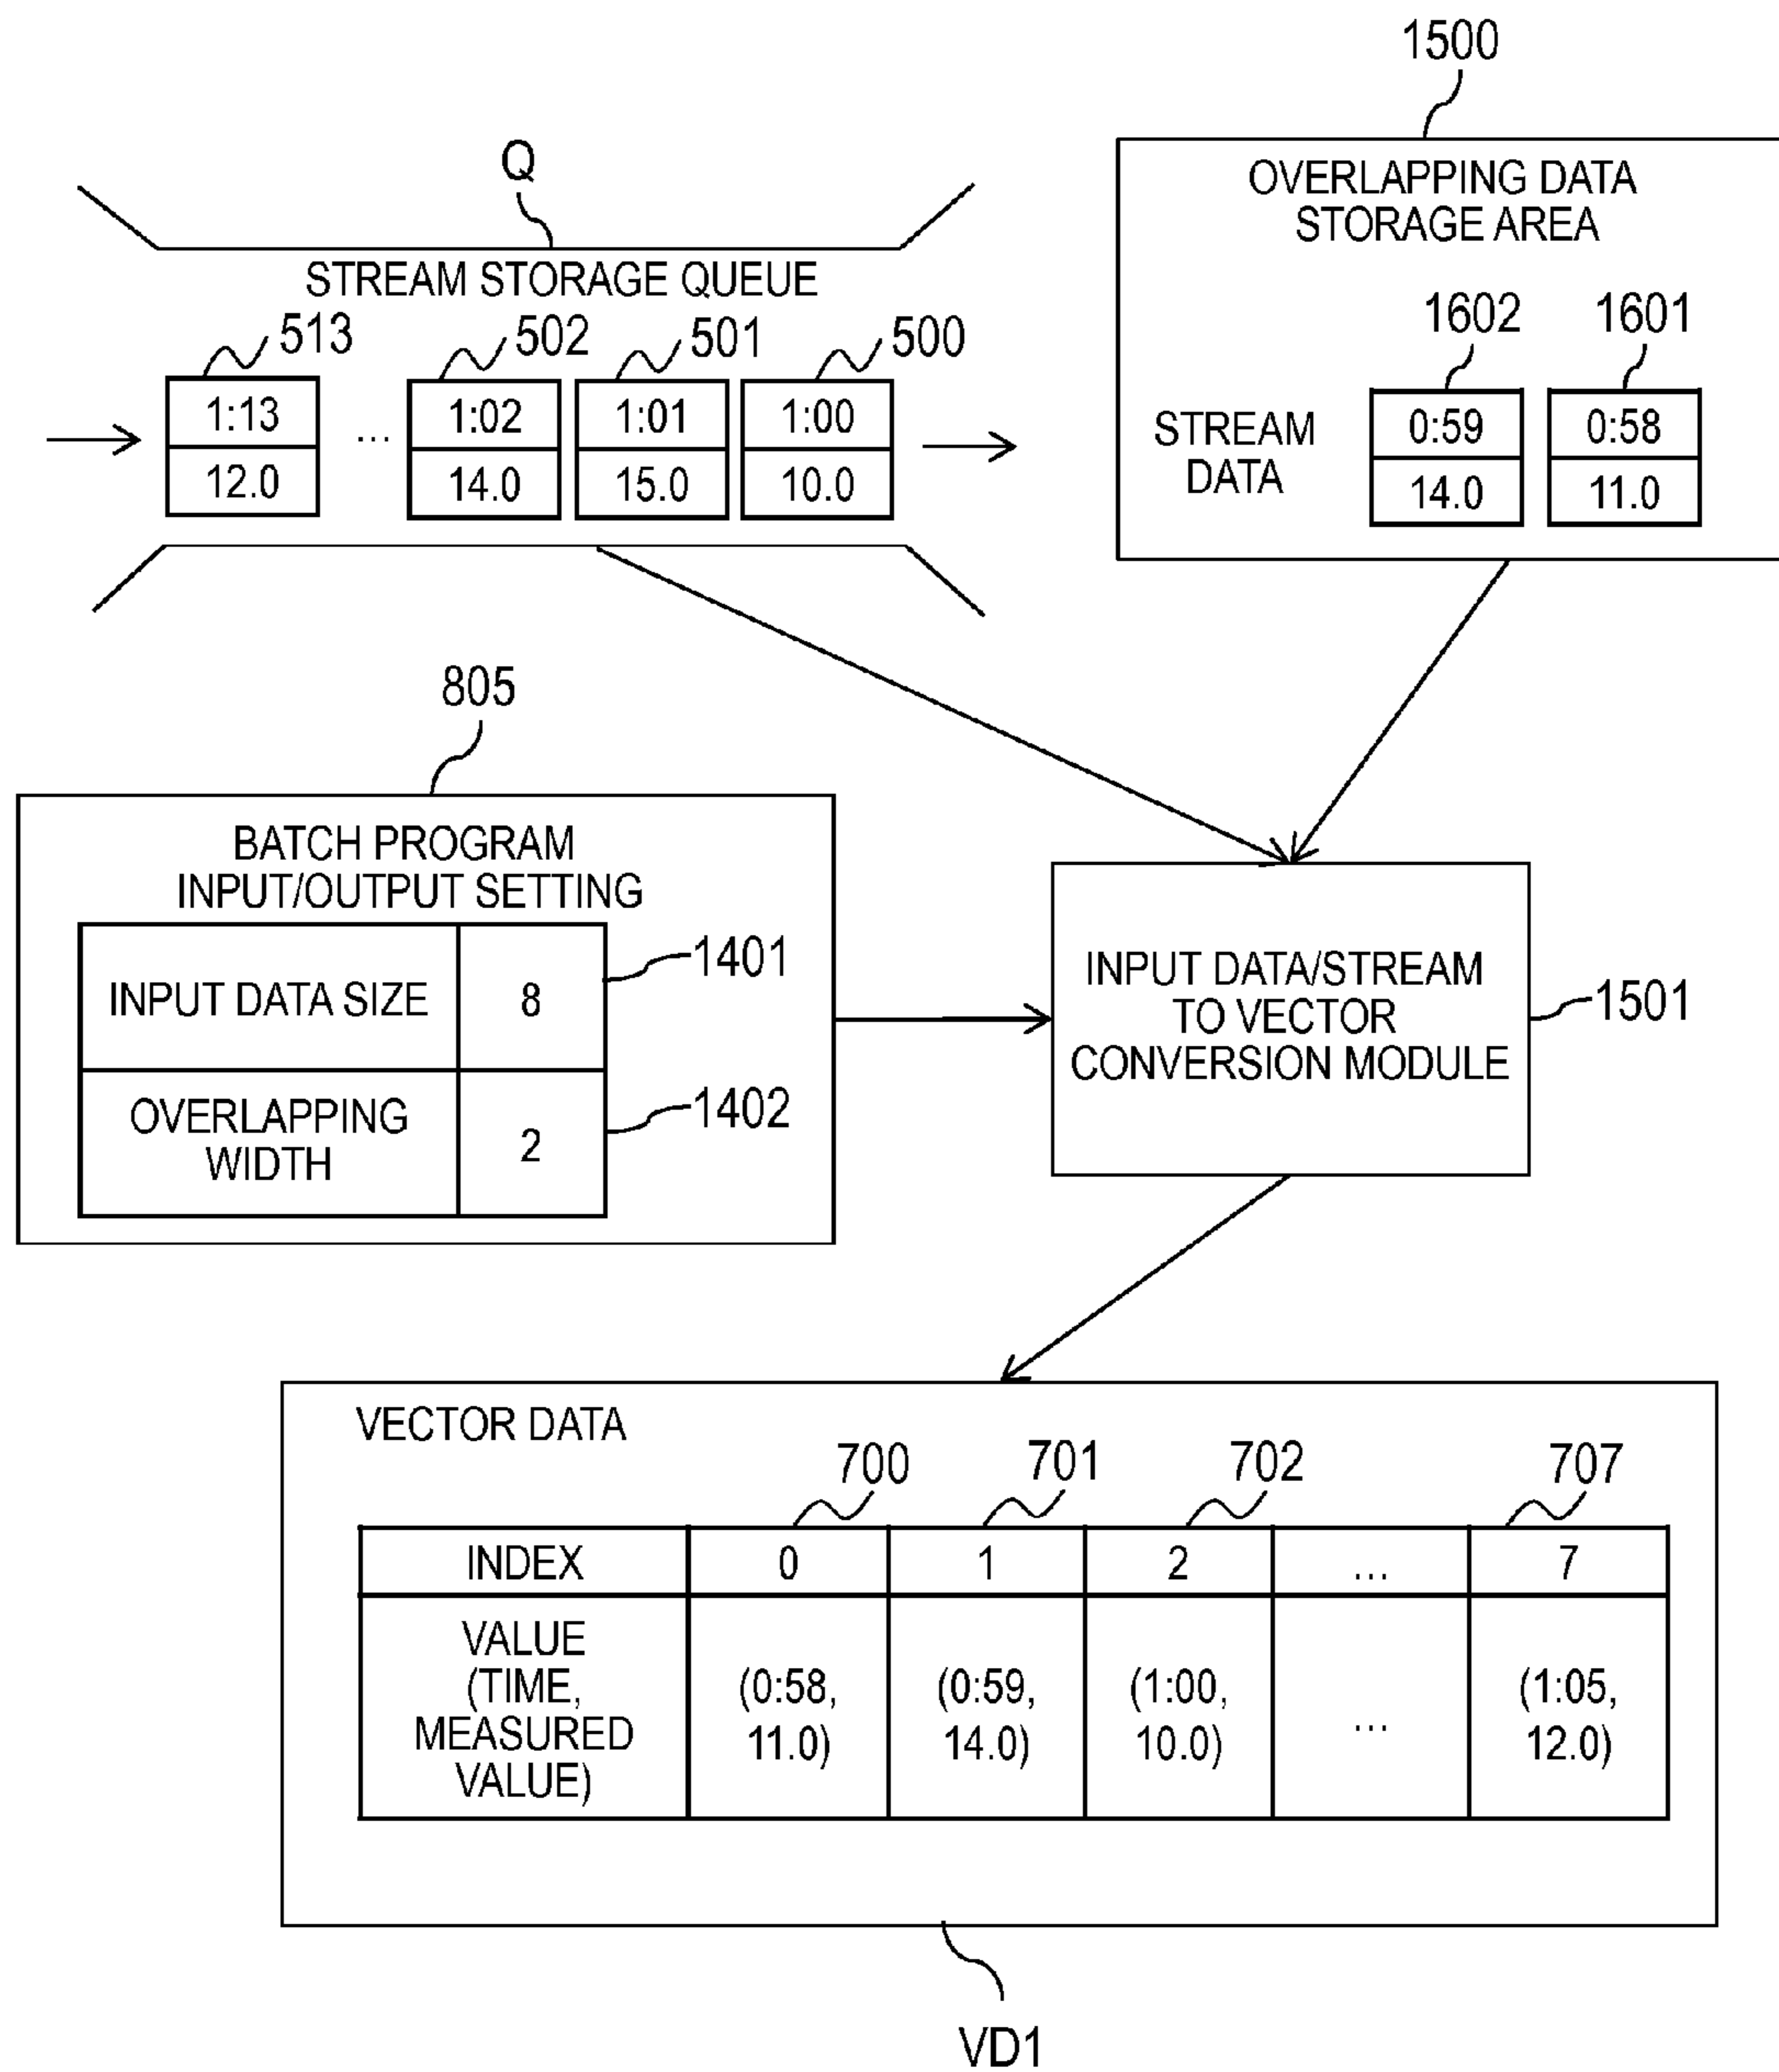 1500
OVERLAPPING DATA
STORAGE AREA
1602 1601
STREAM
DATA
0:59 0:58
14.0 11.0
Q
STREAM STORAGE QUEUE
513 502 501 500
1:13 ... 1:02 1:01 1:00
12.0 14.0 15.0 10.0
805
BATCH PROGRAM
INPUT/OUTPUT SETTING
INPUT DATA SIZE 8 1401
OVERLAPPING
WIDTH
2 1402
INPUT DATA/STREAM
TO VECTOR
CONVERSION MODULE
1501
VECTOR DATA
700 701 702 707
INDEX 0 1 2 ... 7
VALUE
(TIME,
MEASURED
VALUE)
(0:58, (0:59, (1:00, ... (1:05,
11.0) 14.0) 10.0) 12.0)
VD1